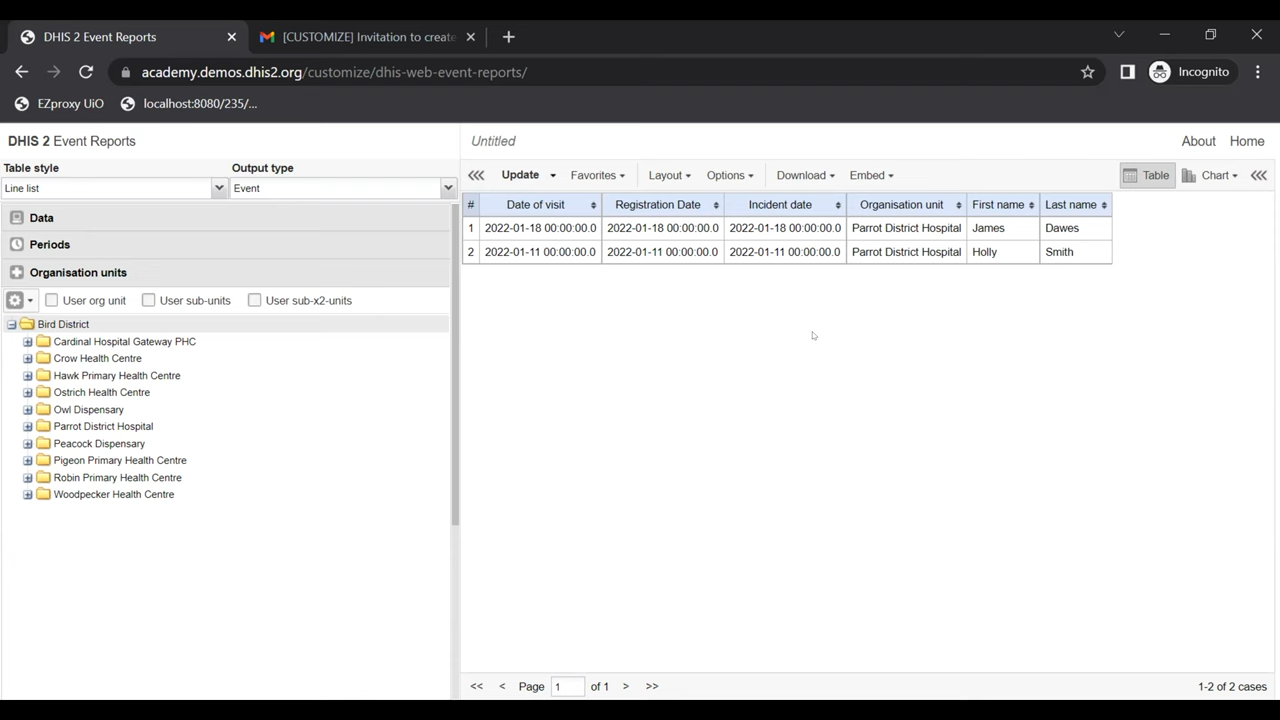 DHIS 2 Event Reports
[CUSTOMIZE] Invitation to create
academy.demos.dhis2.org/customize/dhis-web-event-reports/
Incognito
EZproxy UiO
localhost:8080/235/...
DHIS 2 Event Reports
Untitled
About
Home
Table style
Output type
Line list
Event
Update
Favorites
Layout
Options
Download
Embed
Table
Chart
Data
Periods
Organisation units
User org unit
User sub-units
User sub-x2-units
Bird District
Cardinal Hospital Gateway PHC
Crow Health Centre
Hawk Primary Health Centre
Ostrich Health Centre
Owl Dispensary
Parrot District Hospital
Peacock Dispensary
Pigeon Primary Health Centre
Robin Primary Health Centre
Woodpecker Health Centre
# Date of visit Registration Date Incident date Organisation unit First name Last name
1 2022-01-18 00:00:00.0 2022-01-18 00:00:00.0 2022-01-18 00:00:00.0 Parrot District Hospital James Dawes
2 2022-01-11 00:00:00.0 2022-01-11 00:00:00.0 2022-01-11 00:00:00.0 Parrot District Hospital Holly Smith
<< < Page 1 of 1 > >>
1-2 of 2 cases